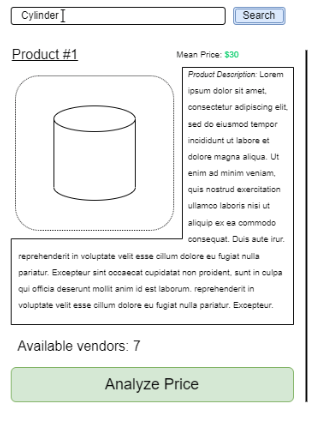 Cylinder
Search
Product #1
Mean Price: $30
Product Description: Lorem
ipsum dolor sit amet,
consectetur adipiscing elit,
sed do eiusmod tempor
incididunt ut labore et
dolore magna aliqua. Ut
enim ad minim veniam,
quis nostrud exercitation
ullamco laboris nisi ut
aliquip ex ea commodo
consequat. Duis aute irur.
reprehenderit in voluptate velit esse cillum dolore eu fugiat nulla
pariatur. Excepteur sint occaecat cupidatat non proident, sunt in culpa
qui officia deserunt mollit anim id est laborum. reprehenderit in
voluptate velit esse cillum dolore eu fugiat nulla pariatur. Excepteur.
Available vendors: 7
Analyze Price